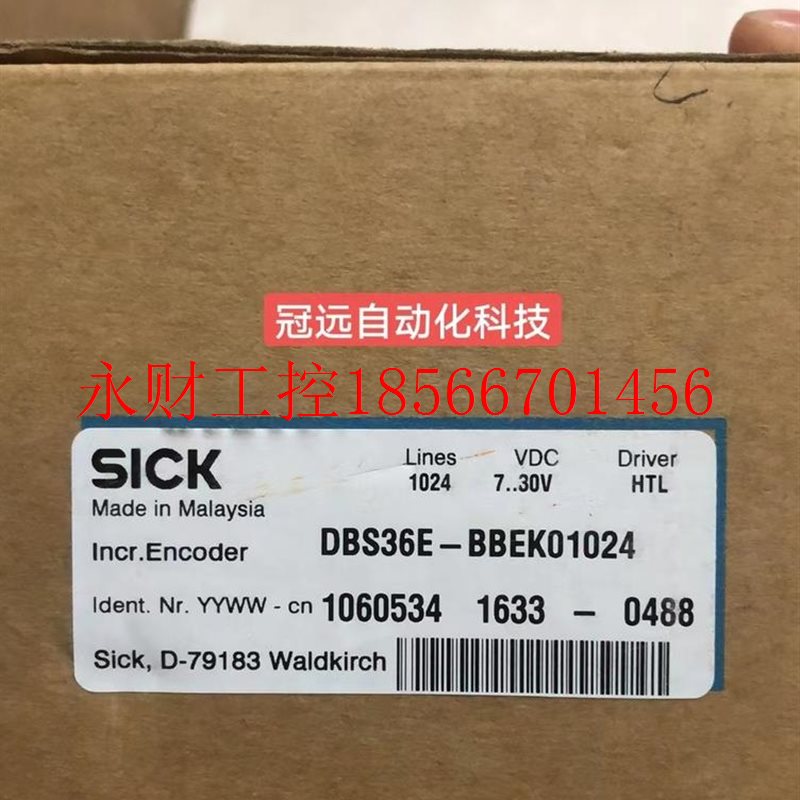 冠远自动化科技
永财工控18566701456
SICK Lines VDC Driver
Made in Malaysia 1024 7..30V HTL
Incr.Encoder DBS36E-BBEK01024
Ident. Nr. YYWW - cn 1060534 1633 - 0488
Sick, D-79183 Waldkirch